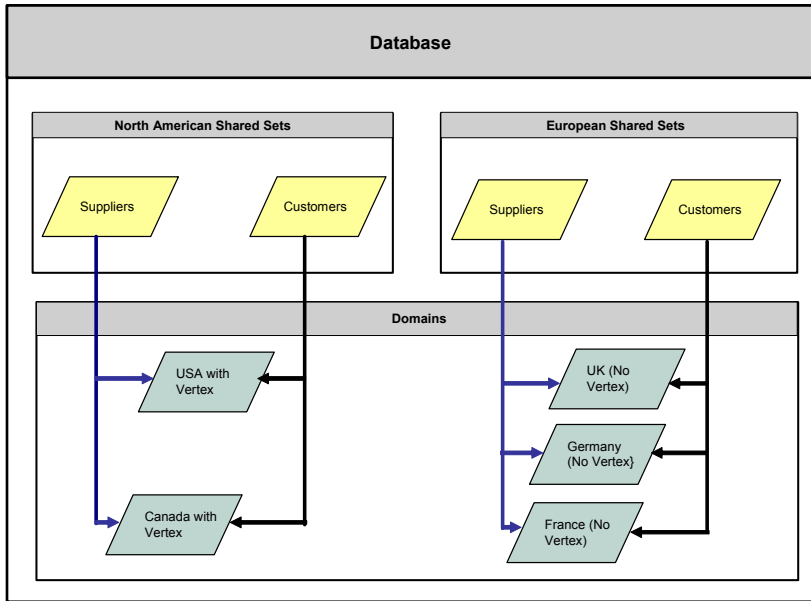 Database
North American Shared Sets
European Shared Sets
Suppliers
Customers
Suppliers
Customers
Domains
USA with
Vertex
UK (No
Vertex)
Germany
(No Vertex}
Canada with
Vertex
France (No
Vertex)